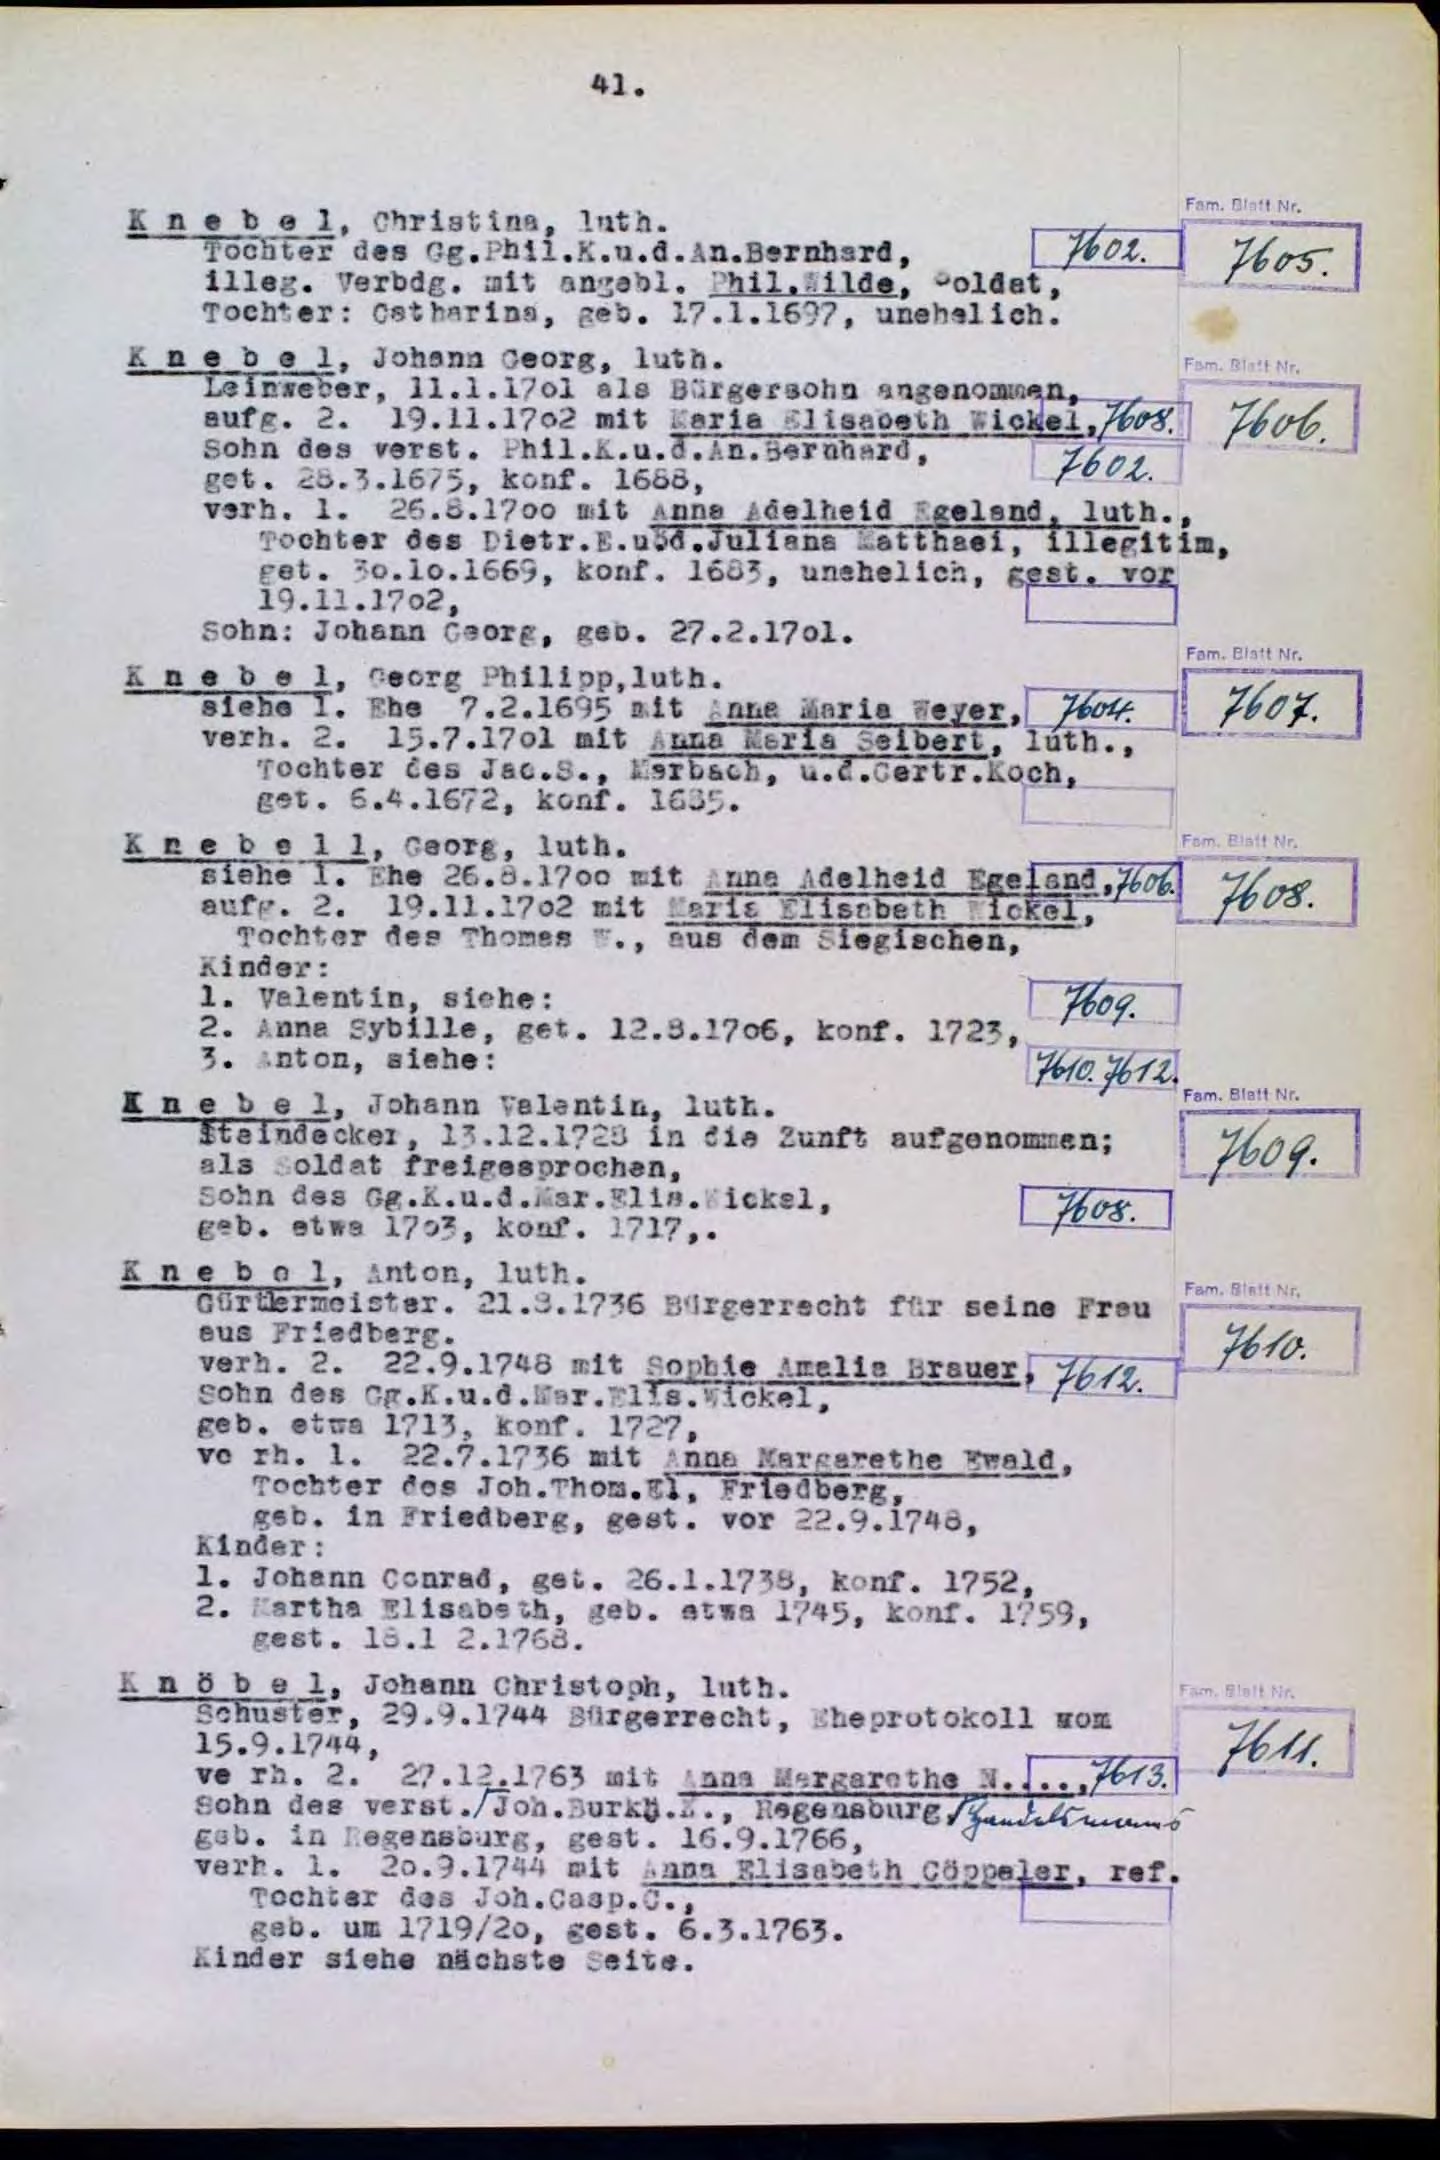 41.
K n e b e l, Christina, luth.
Fam. Blatt Nr.
Tochter des Gg.Phil.K.u.d.An.Bernhard,
7602.
7605.
illeg. Verbdg. mit angebl. Phil.Wilde, Soldat,
Tochter: Catharina, geb. 17.1.1697, unehelich.
K n e b e l, Johann Georg, luth.
Fam. Blatt Nr.
Leinweber, 11.1.17o1 als Bürgersohn angenommen,
aufg. 2. 19.11.17o2 mit Maria Elisabeth Wickel, 7608.
7606.
Sohn des verst. Phil.K.u.d.An.Bernhard,
7602.
get. 28.3.1675, konf. 1688,
verh. 1. 26.8.17oo mit Anna Adelheid Egeland, luth.,
Tochter des Dietr.E.uöd.Juliana Matthaei, illegitim,
get. 3o.1o.1669, konf. 1683, unehelich, gest. vor
19.11.17o2,
Sohn: Johann Georg, geb. 27.2.17o1.
Fam. Blatt Nr.
K n e b e l, Georg Philipp,luth.
siehe 1. Ehe 7.2.1695 mit Anna Maria Weyer, 7604.
7607.
verh. 2. 15.7.17o1 mit Anna Maria Seibert, luth.,
Tochter des Jac.S., Marbach, u.d.Gertr.Koch,
get. 6.4.1672, konf. 1685.
K n e b e l l, Georg, luth.
Fam. Blatt Nr.
siehe 1. Ehe 26.8.17oo mit Anna Adelheid Egeland, 7606.
7608.
aufg. 2. 19.11.17o2 mit Maria Elisabeth Wickel,
Tochter des Thomas W., aus dem Siegischen,
Kinder:
1. Valentin, siehe:
7609.
2. Anna Sybille, get. 12.8.17o6, konf. 1723,
3. Anton, siehe:
7610. 7612.
K n e b e l, Johann Valentin, luth.
Fam. Blatt Nr.
Steindecker, 13.12.1728 in die Zunft aufgenommen;
7609.
als Soldat freigesprochen,
Sohn des Gg.K.u.d.Mar.Elis.Wickel,
7608.
geb. etwa 17o3, konf. 1717,.
K n e b e l, Anton, luth.
Fam. Blatt Nr.
Gürtlermeister. 21.8.1736 Bürgerrecht für seine Frau
aus Friedberg.
7610.
verh. 2. 22.9.1748 mit Sophie Amalie Brauer, 7612.
Sohn des Gg.K.u.d.Mar.Elis.Wickel,
geb. etwa 1713, konf. 1727,
ve rh. 1. 22.7.1736 mit Anna Margarethe Ewald,
Tochter des Joh.Thom.El, Friedberg,
geb. in Friedberg, gest. vor 22.9.1748,
Kinder:
1. Johann Conrad, get. 26.1.1738, konf. 1752,
2. Martha Elisabeth, geb. etwa 1745, konf. 1759,
gest. 18.1 2.1768.
K n ö b e l, Johann Christoph, luth.
Fam. Blatt Nr.
Schuster, 29.9.1744 Bürgerrecht, Eheprotokoll vom
15.9.1744,
7611.
ve rh. 2. 27.12.1763 mit Anna Margarethe N....., 7613.
Sohn des verst. Joh.Burkh.K., Regensburg, Handelsmanns
geb. in Regensburg, gest. 16.9.1766,
verh. 1. 2o.9.1744 mit Anna Elisabeth Cöppeler, ref.
Tochter des Joh.Casp.C.,
geb. um 1719/2o, gest. 6.3.1763.
Kinder siehe nächste Seite.